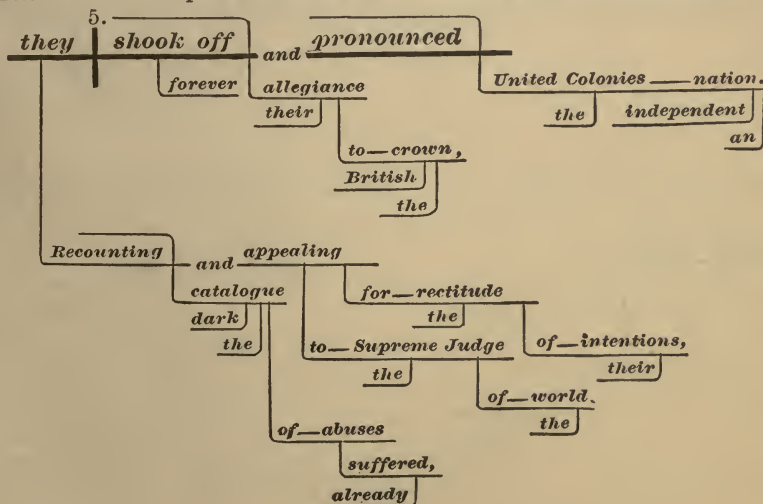 5.
they shook off and pronounced
forever allegiance United Colonies — nation.
their the independent
an
to — crown,
British
the
Recounting and appealing
catalogue for — rectitude
dark the
the to — Supreme Judge of — intentions,
the their
of — world.
the
of — abuses
suffered,
already